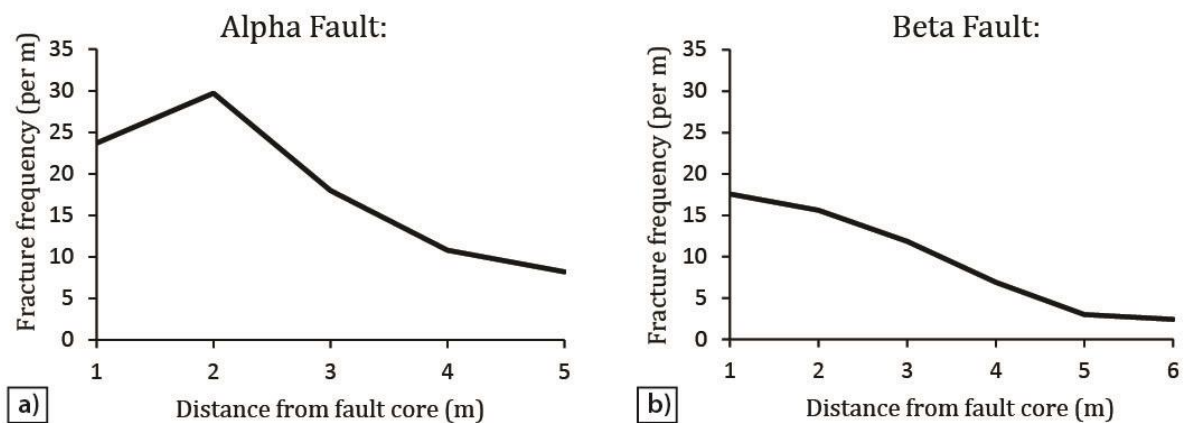 Alpha Fault:
Fracture frequency (per m)
35
30
25
20
15
10
5
0
1 2 3 4 5
Distance from fault core (m)
a)
Beta Fault:
Fracture frequency (per m)
35
30
25
20
15
10
5
0
1 2 3 4 5 6
Distance from fault core (m)
b)